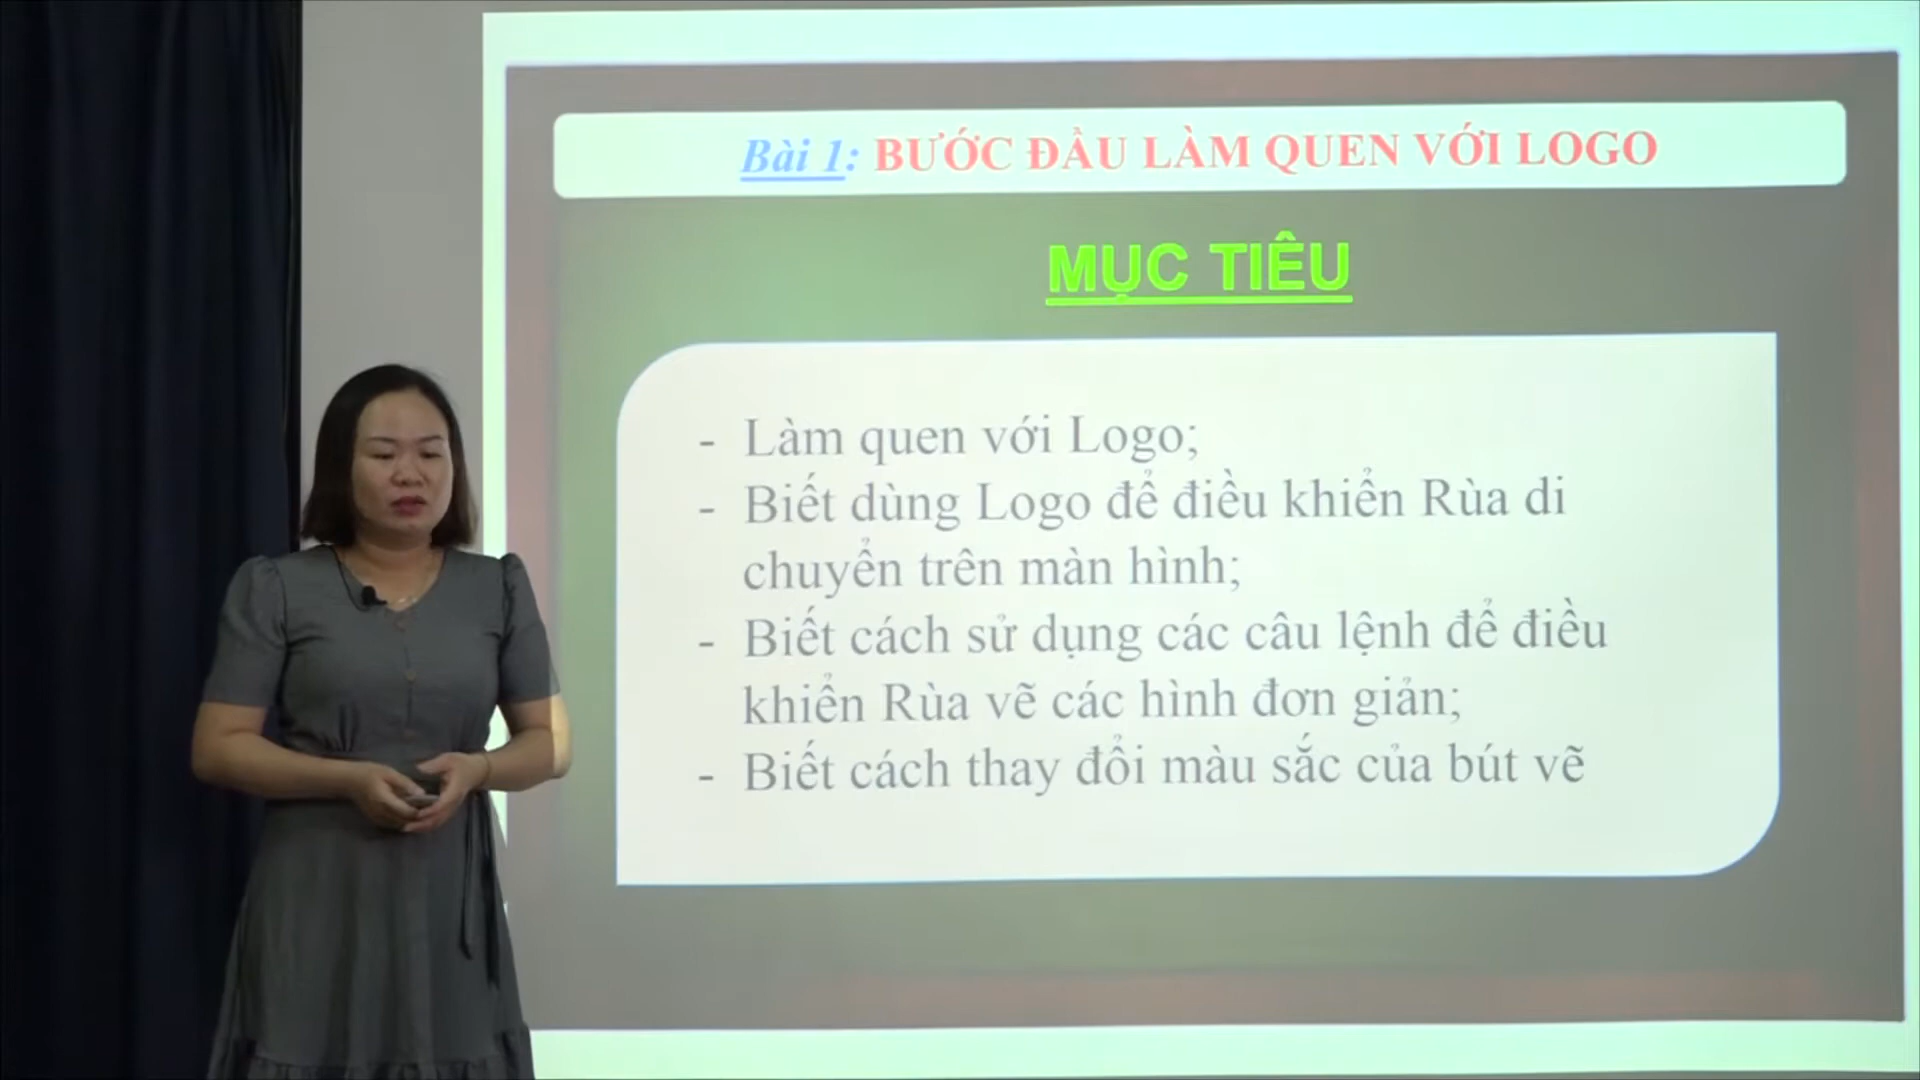 Bài 1: BƯỚC ĐẦU LÀM QUEN VỚI LOGO
MỤC TIÊU
- Làm quen với Logo;
- Biết dùng Logo để điều khiển Rùa di
chuyển trên màn hình;
- Biết cách sử dụng các câu lệnh để điều
khiển Rùa vẽ các hình đơn giản;
- Biết cách thay đổi màu sắc của bút vẽ